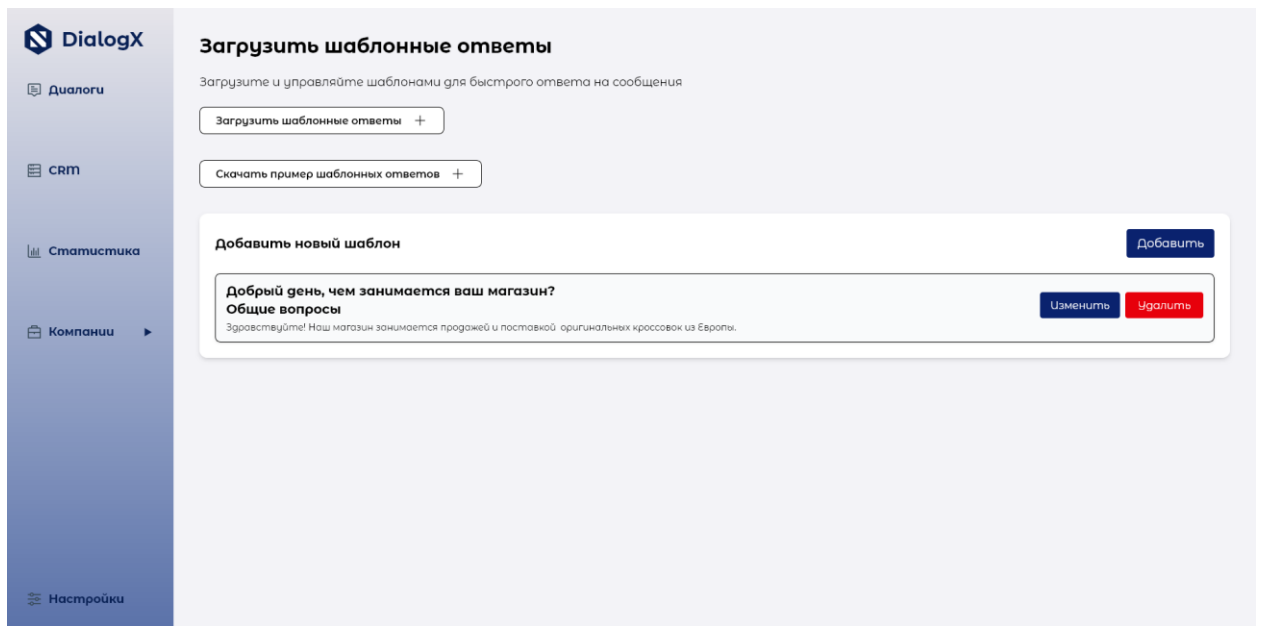 DialogX
Диалоги
CRM
Статистика
Компании
Настройки
Загрузить шаблонные ответы
Загрузите и управляйте шаблонами для быстрого ответа на сообщения
Загрузить шаблонные ответы +
Скачать пример шаблонных ответов +
Добавить новый шаблон
Добавить
Добрый день, чем занимается ваш магазин?
Общие вопросы
Здравствуйте! Наш магазин занимается продажей и поставкой оригинальных кроссовок из Европы.
Изменить
Удалить